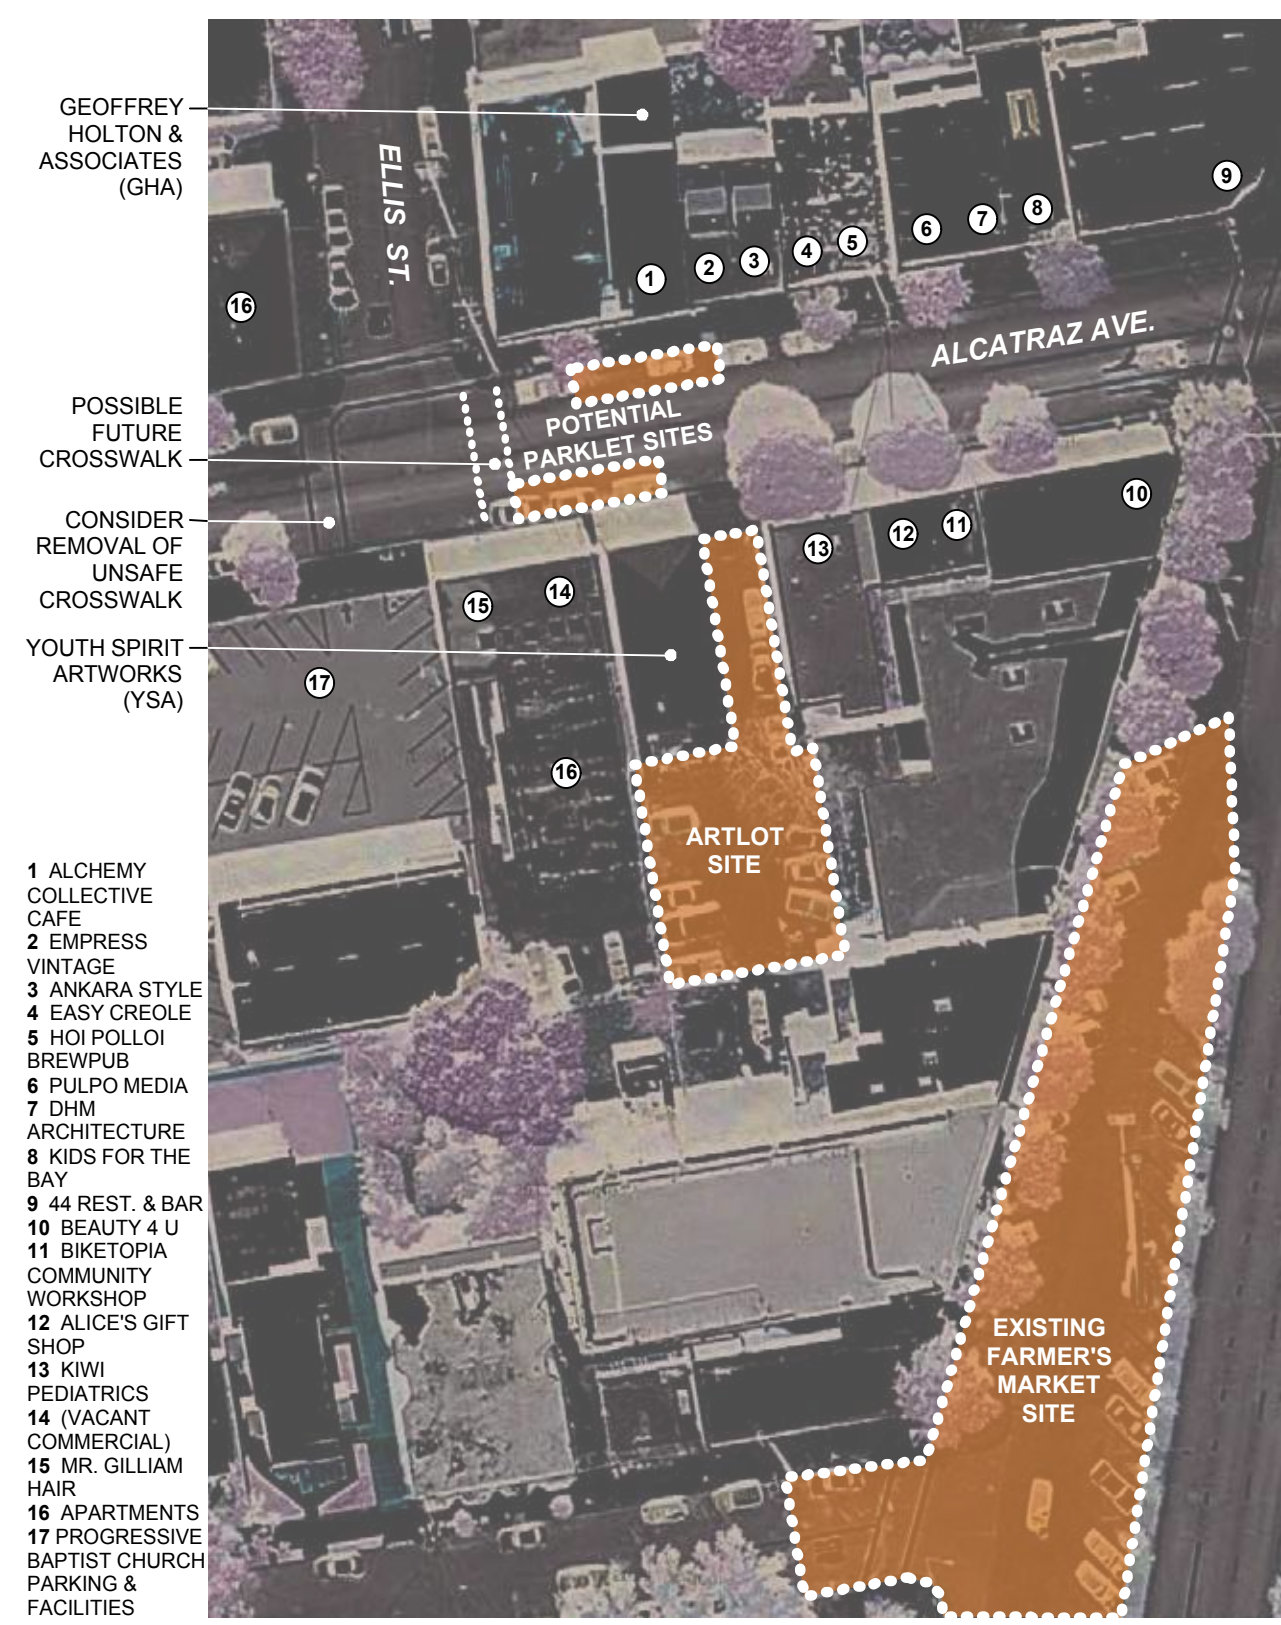 GEOFFREY
HOLTON &
ASSOCIATES
(GHA)
ELLIS ST.
1
2
3
4
5
6
7
8
9
16
ALCATRAZ AVE.
POSSIBLE
FUTURE
CROSSWALK
POTENTIAL
PARKLET SITES
CONSIDER
REMOVAL OF
UNSAFE
CROSSWALK
10
11
12
13
14
15
YOUTH SPIRIT
ARTWORKS
(YSA)
17
16
ARTLOT
SITE
1 ALCHEMY
COLLECTIVE
CAFE
2 EMPRESS
VINTAGE
3 ANKARA STYLE
4 EASY CREOLE
5 HOI POLLOI
BREWPUB
6 PULPO MEDIA
7 DHM
ARCHITECTURE
8 KIDS FOR THE
BAY
9 44 REST. & BAR
10 BEAUTY 4 U
11 BIKETOPIA
COMMUNITY
WORKSHOP
12 ALICE'S GIFT
SHOP
13 KIWI
PEDIATRICS
14 (VACANT
COMMERCIAL)
15 MR. GILLIAM
HAIR
16 APARTMENTS
17 PROGRESSIVE
BAPTIST CHURCH
PARKING &
FACILITIES
EXISTING
FARMER'S
MARKET
SITE